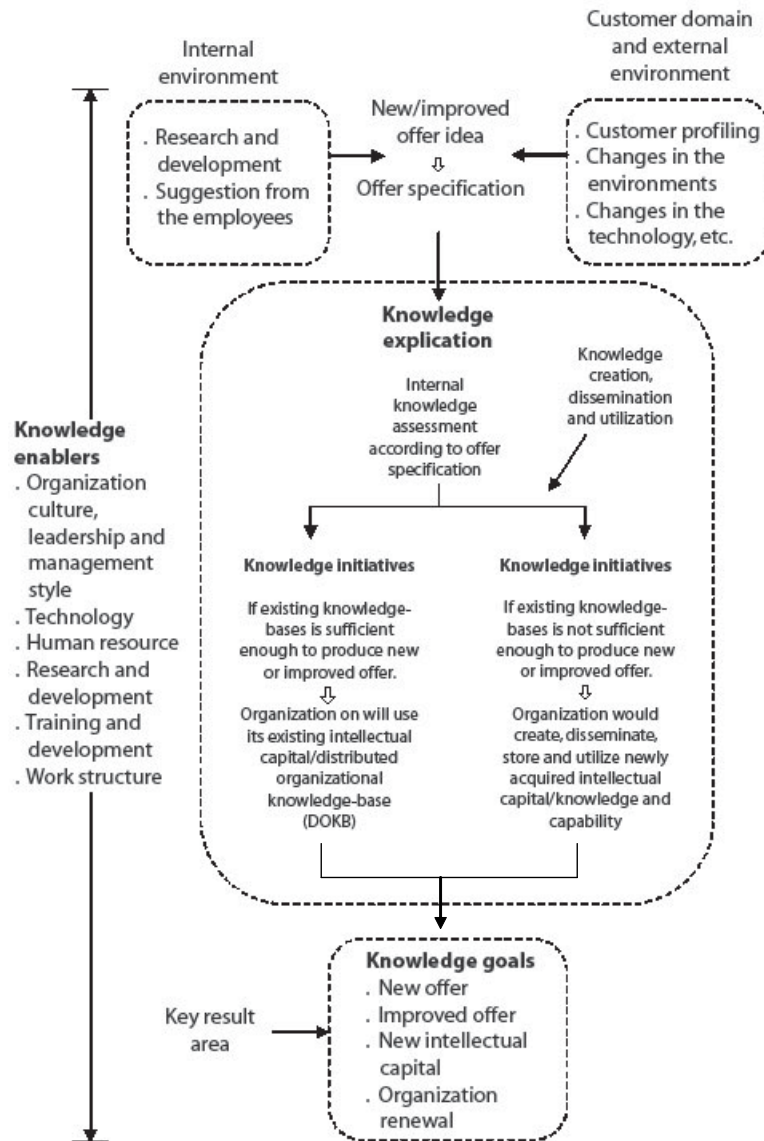 Internal
environment
Customer domain
and external
environment
. Research and
development
. Suggestion from
the employees
New/improved
offer idea
Offer specification
. Customer profiling
. Changes in the
environments
. Changes in the
technology, etc.
Knowledge
explication
Internal
knowledge
assessment
according to offer
specification
Knowledge
creation,
dissemination
and utilization
Knowledge
enablers
. Organization
culture,
leadership and
management
style
. Technology
. Human resource
. Research and
development
. Training and
development
. Work structure
Knowledge initiatives
If existing knowledge-
bases is sufficient
enough to produce new
or improved offer.
Organization on will use
its existing intellectual
capital/distributed
organizational
knowledge-base
(DOKB)
Knowledge initiatives
If existing knowledge-
bases is not sufficient
enough to produce new
or improved offer.
Organization would
create, disseminate,
store and utilize newly
acquired intellectual
capital/knowledge and
capability
Key result
area
Knowledge goals
. New offer
. Improved offer
. New intellectual
capital
. Organization
renewal